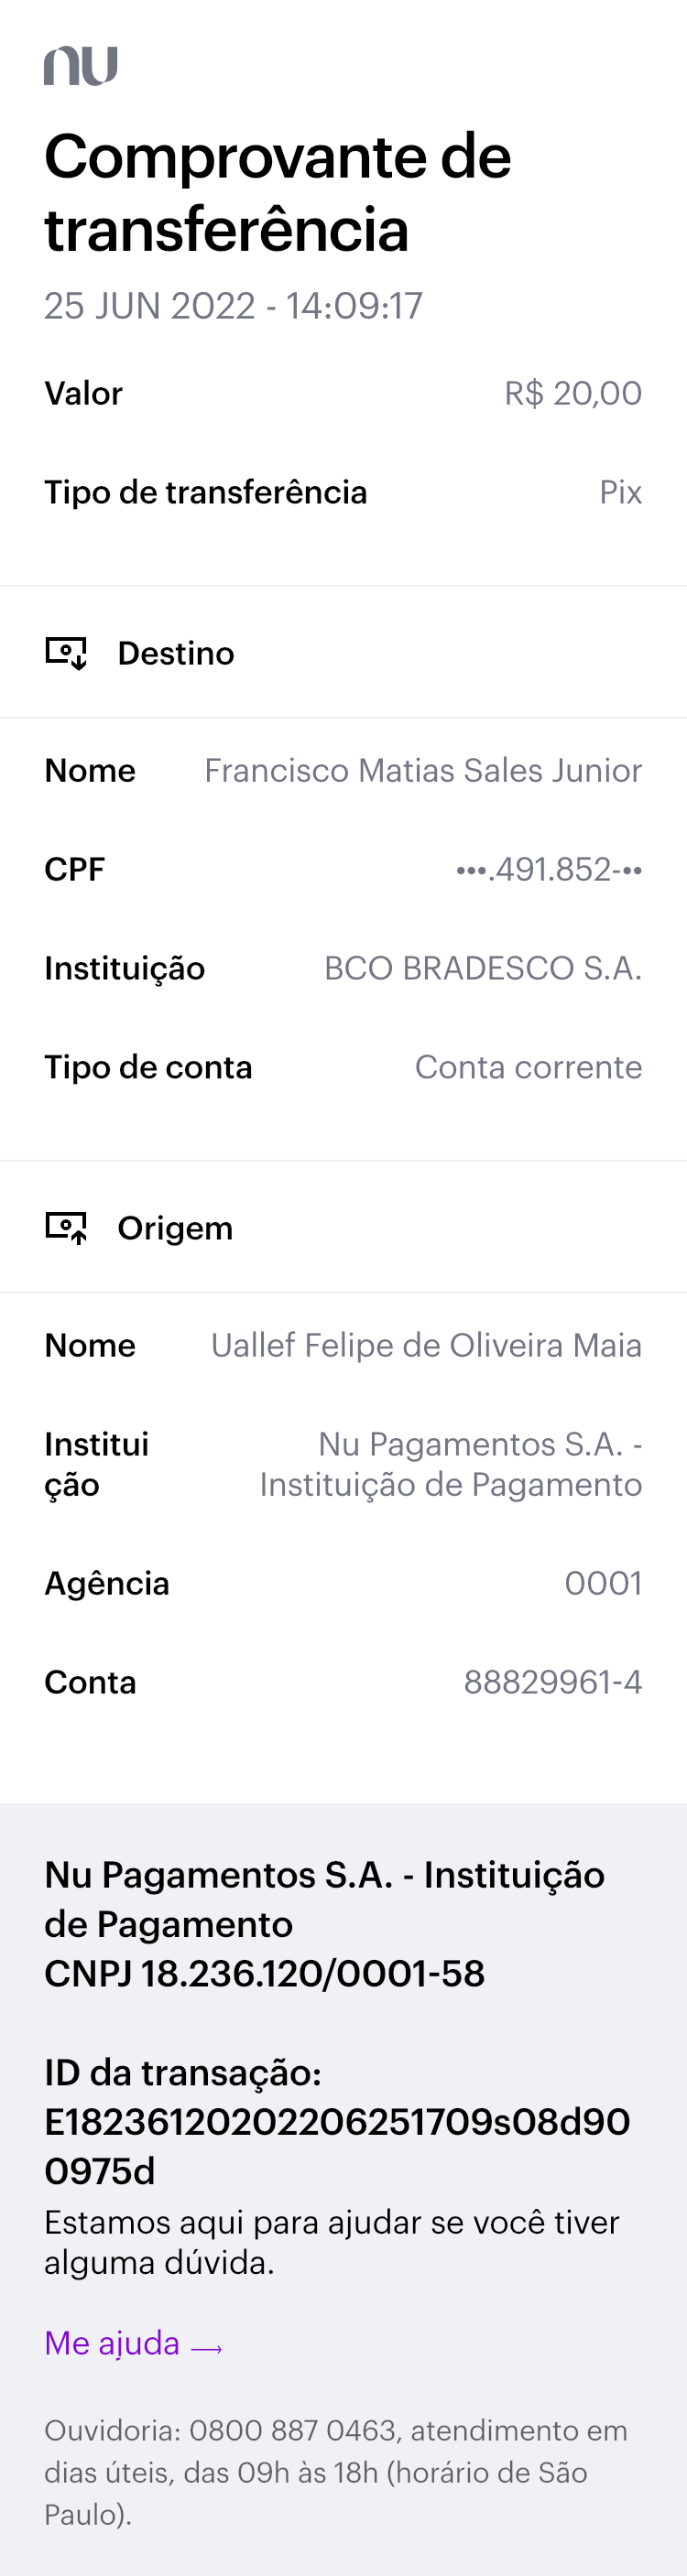 nu
Comprovante de
transferência
25 JUN 2022 - 14:09:17
Valor R$ 20,00
Tipo de transferência Pix
Destino
Nome Francisco Matias Sales Junior
CPF •••.491.852-••
Instituição BCO BRADESCO S.A.
Tipo de conta Conta corrente
Origem
Nome Uallef Felipe de Oliveira Maia
Institui Nu Pagamentos S.A. -
ção Instituição de Pagamento
Agência 0001
Conta 88829961-4
Nu Pagamentos S.A. - Instituição
de Pagamento
CNPJ 18.236.120/0001-58
ID da transação:
E18236120202206251709s08d90
0975d
Estamos aqui para ajudar se você tiver
alguma dúvida.
Me ajuda →
Ouvidoria: 0800 887 0463, atendimento em
dias úteis, das 09h às 18h (horário de São
Paulo).